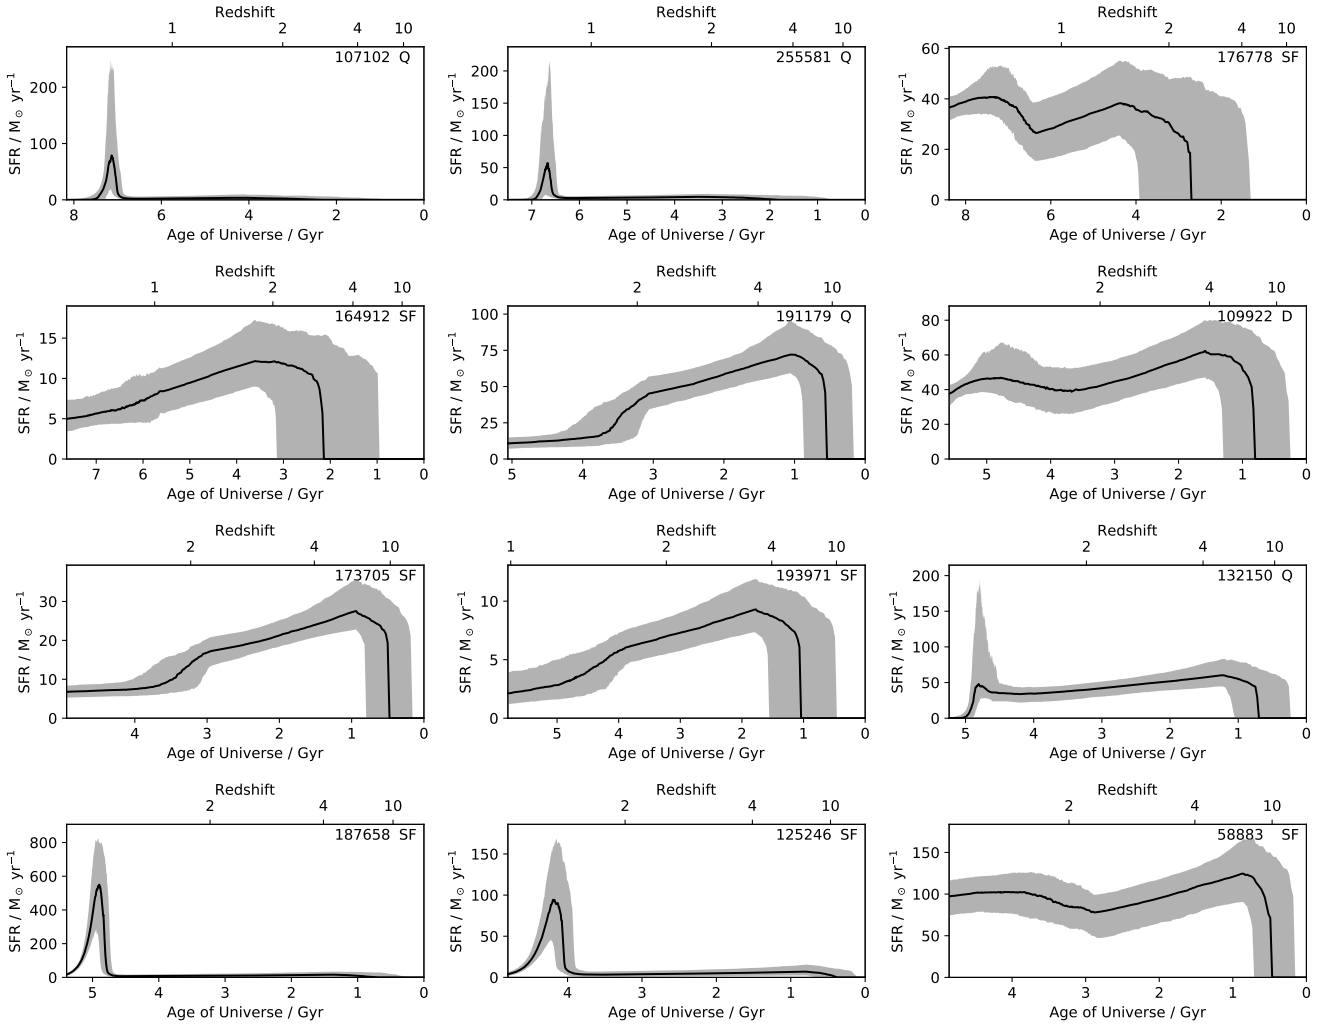 Redshift
1 2 4 10
107102 Q
SFR / M⊙ yr⁻¹
0 100 200
8 6 4 2 0
Age of Universe / Gyr
Redshift
1 2 4 10
255581 Q
SFR / M⊙ yr⁻¹
0 50 100 150 200
7 6 5 4 3 2 1 0
Age of Universe / Gyr
Redshift
1 2 4 10
176778 SF
SFR / M⊙ yr⁻¹
0 20 40 60
8 6 4 2 0
Age of Universe / Gyr
Redshift
1 2 4 10
164912 SF
SFR / M⊙ yr⁻¹
0 5 10 15
7 6 5 4 3 2 1 0
Age of Universe / Gyr
Redshift
2 4 10
191179 Q
SFR / M⊙ yr⁻¹
0 25 50 75 100
5 4 3 2 1 0
Age of Universe / Gyr
Redshift
2 4 10
109922 D
SFR / M⊙ yr⁻¹
0 20 40 60 80
5 4 3 2 1 0
Age of Universe / Gyr
Redshift
2 4 10
173705 SF
SFR / M⊙ yr⁻¹
0 10 20 30
4 3 2 1 0
Age of Universe / Gyr
Redshift
1 2 4 10
193971 SF
SFR / M⊙ yr⁻¹
0 5 10
5 4 3 2 1 0
Age of Universe / Gyr
Redshift
2 4 10
132150 Q
SFR / M⊙ yr⁻¹
0 50 100 150 200
5 4 3 2 1 0
Age of Universe / Gyr
Redshift
2 4 10
187658 SF
SFR / M⊙ yr⁻¹
0 200 400 600 800
5 4 3 2 1 0
Age of Universe / Gyr
Redshift
2 4 10
125246 SF
SFR / M⊙ yr⁻¹
0 50 100 150
4 3 2 1 0
Age of Universe / Gyr
Redshift
2 4 10
58883 SF
SFR / M⊙ yr⁻¹
0 50 100 150
4 3 2 1 0
Age of Universe / Gyr